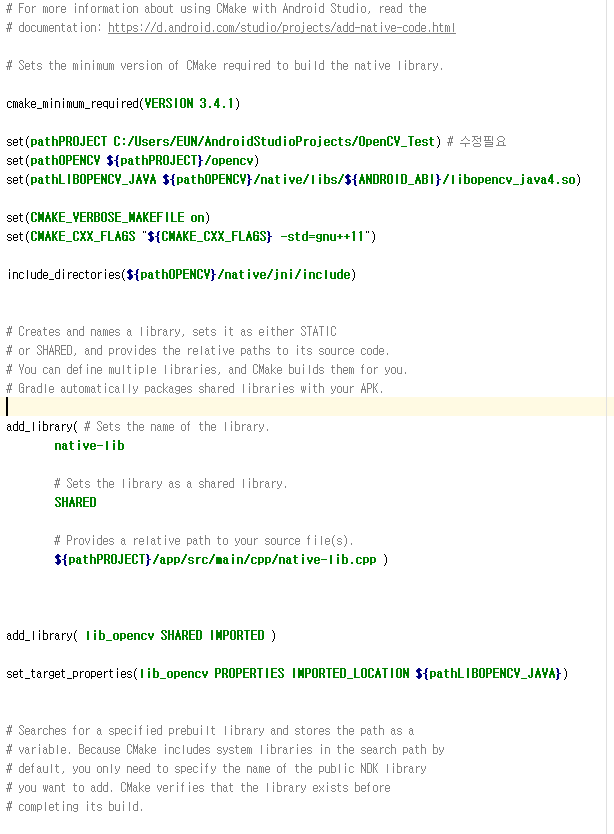 # For more information about using CMake with Android Studio, read the
# documentation: https://d.android.com/studio/projects/add-native-code.html
# Sets the minimum version of CMake required to build the native library.
cmake_minimum_required(VERSION 3.4.1)
set(pathPROJECT C:/Users/EUN/AndroidStudioProjects/OpenCV_Test) # 수정필요
set(pathOPENCV ${pathPROJECT}/opencv)
set(pathLIBOPENCV_JAVA ${pathOPENCV}/native/libs/${ANDROID_ABI}/libopencv_java4.so)
set(CMAKE_VERBOSE_MAKEFILE on)
set(CMAKE_CXX_FLAGS "${CMAKE_CXX_FLAGS} -std=gnu++11")
include_directories(${pathOPENCV}/native/jni/include)
# Creates and names a library, sets it as either STATIC
# or SHARED, and provides the relative paths to its source code.
# You can define multiple libraries, and CMake builds them for you.
# Gradle automatically packages shared libraries with your APK.
add_library( # Sets the name of the library.
native-lib
# Sets the library as a shared library.
SHARED
# Provides a relative path to your source file(s).
${pathPROJECT}/app/src/main/cpp/native-lib.cpp )
add_library( lib_opencv SHARED IMPORTED )
set_target_properties(lib_opencv PROPERTIES IMPORTED_LOCATION ${pathLIBOPENCV_JAVA})
# Searches for a specified prebuilt library and stores the path as a
# variable. Because CMake includes system libraries in the search path by
# default, you only need to specify the name of the public NDK library
# you want to add. CMake verifies that the library exists before
# completing its build.